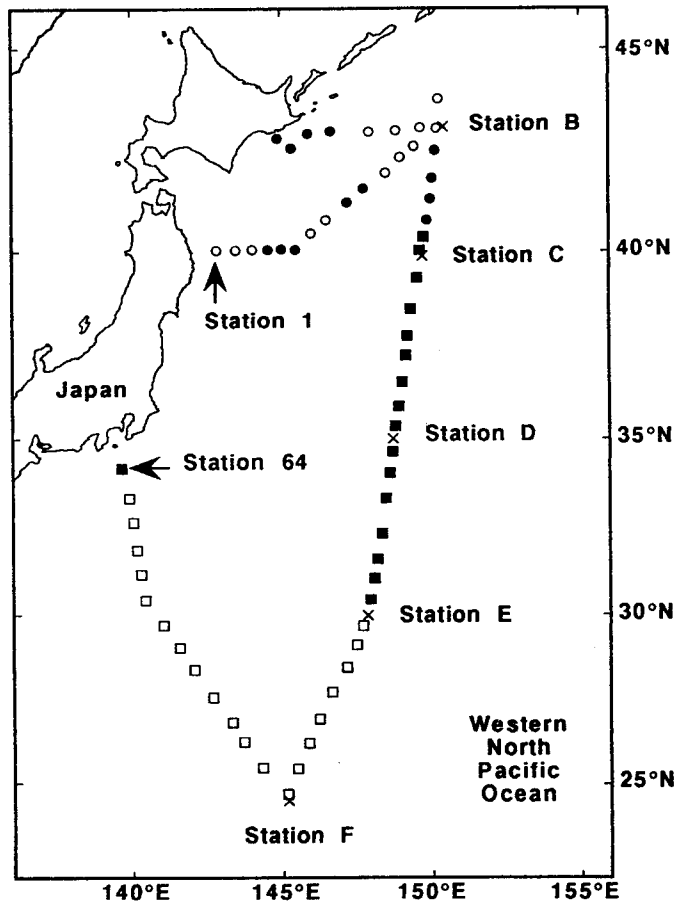 45°N
Station B
40°N
Station C
Station 1
Japan
35°N
Station D
Station 64
30°N
Station E
Western
North
Pacific
Ocean
25°N
Station F
140°E
145°E
150°E
155°E